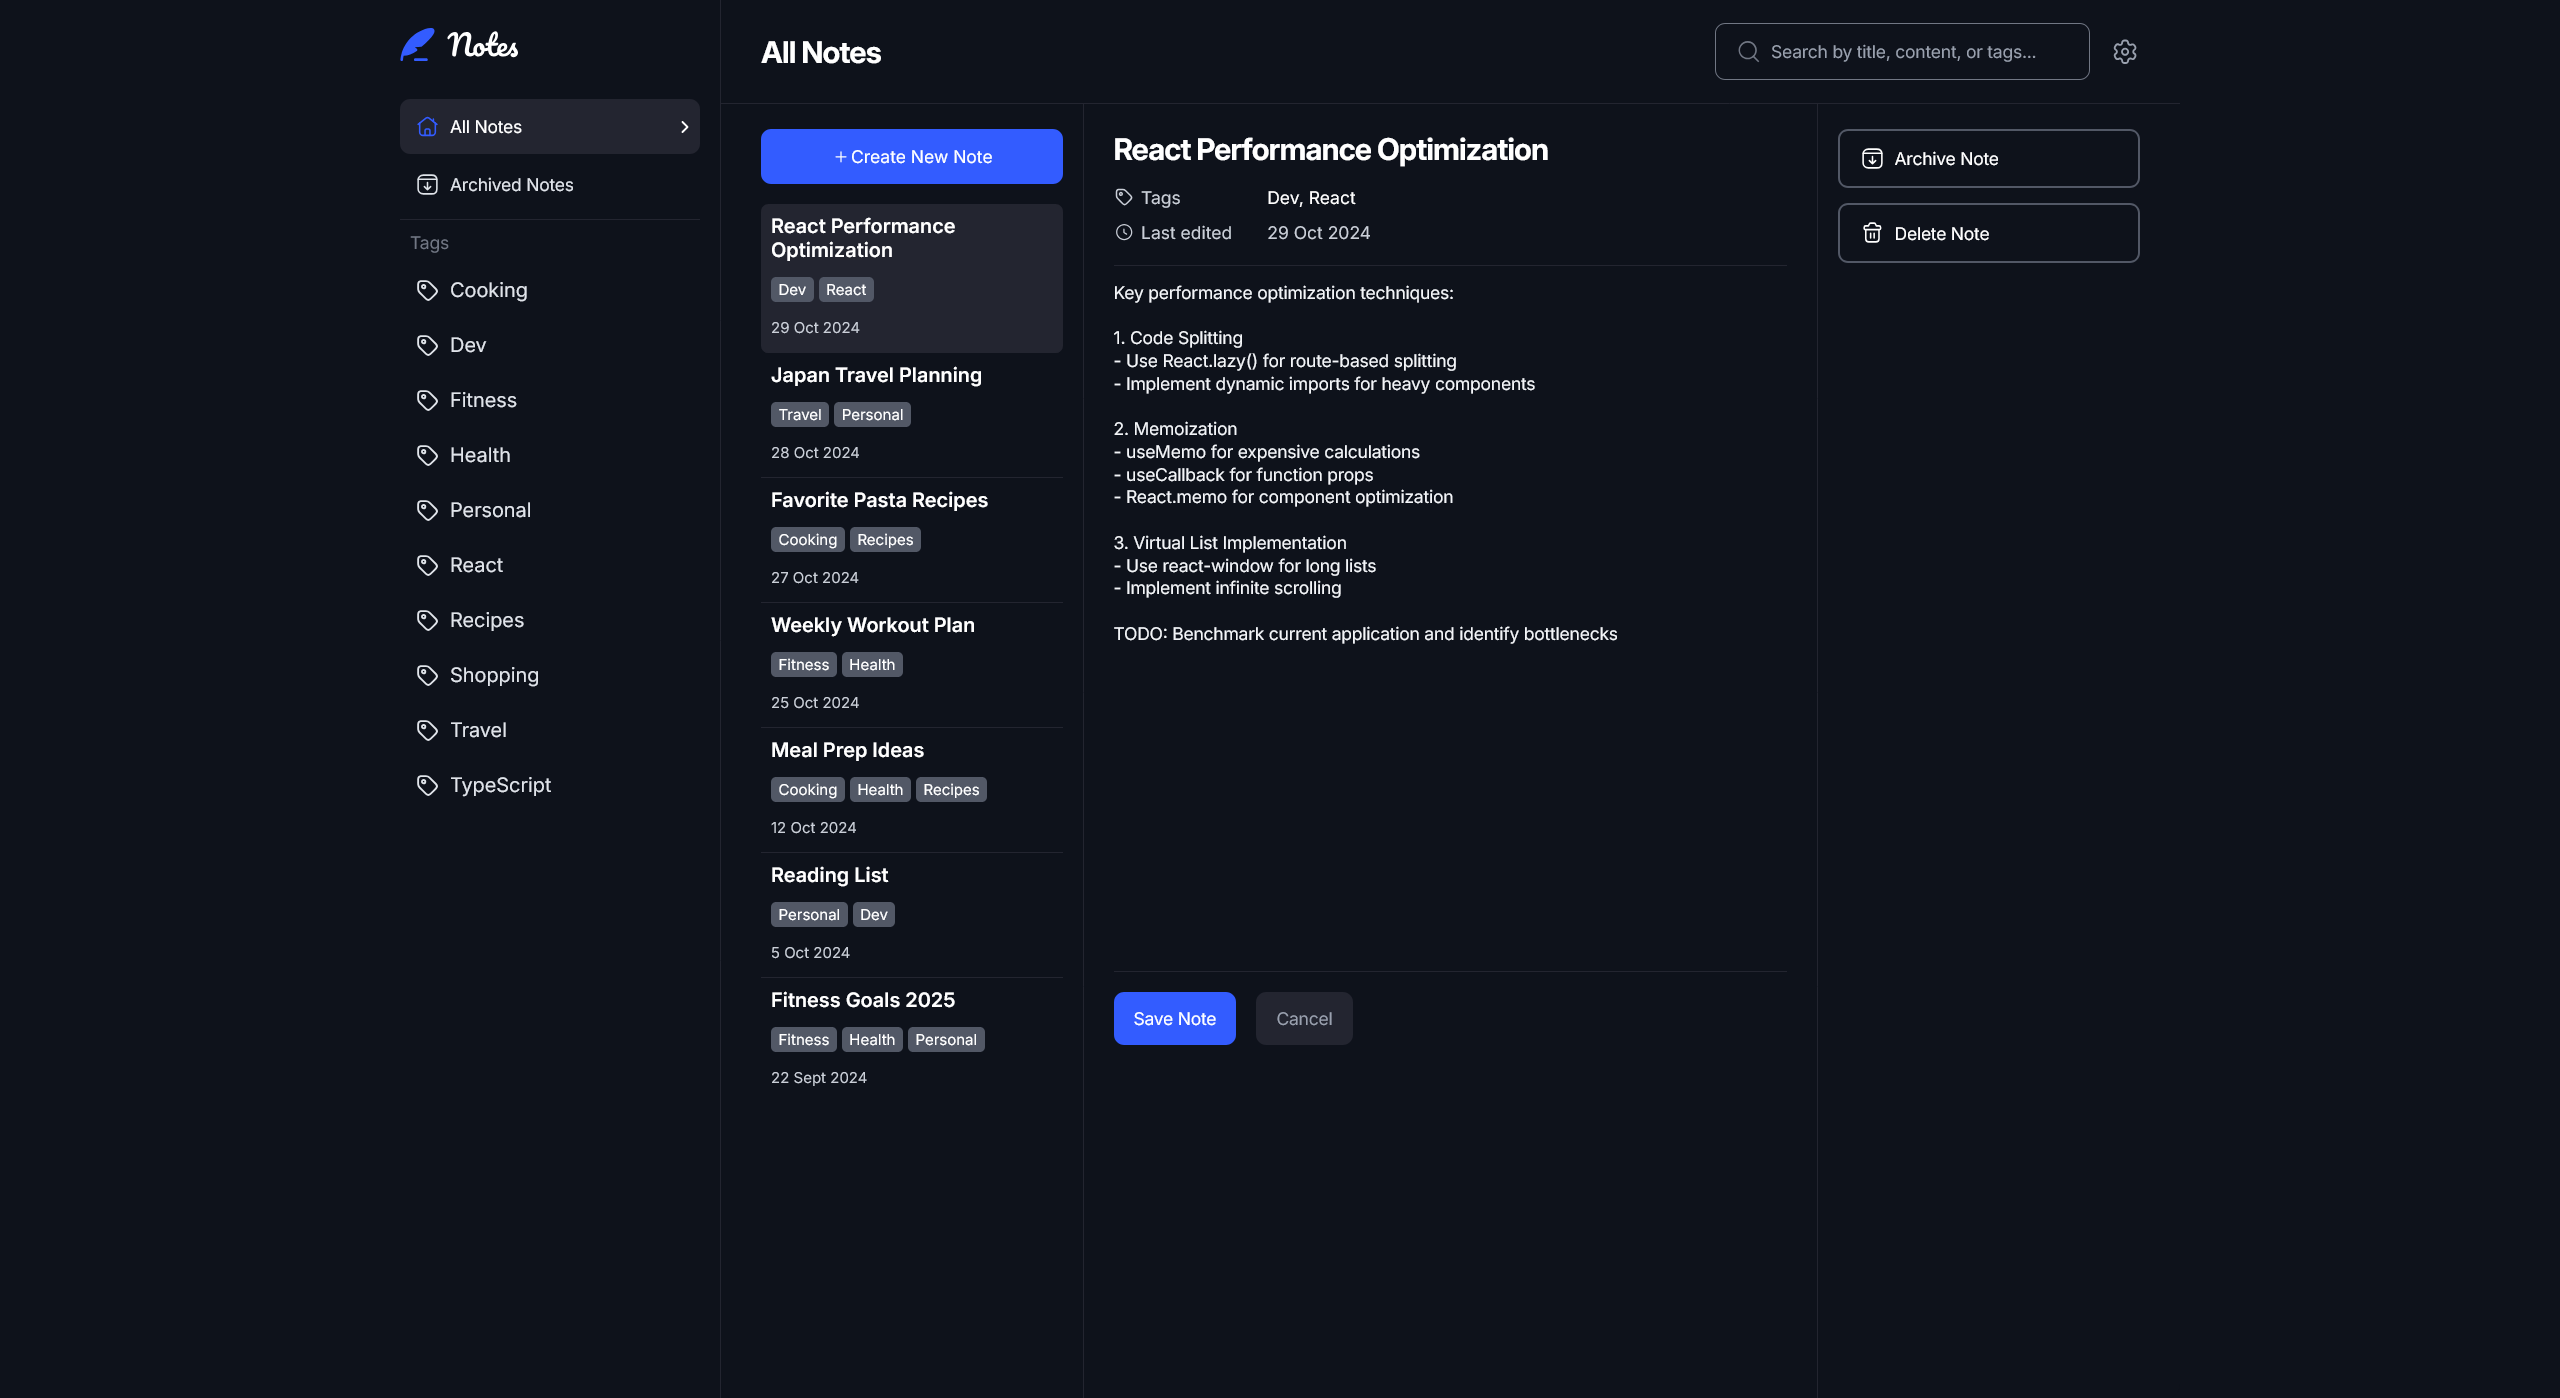 Notes
All Notes
Archived Notes
Tags
Cooking
Dev
Fitness
Health
Personal
React
Recipes
Shopping
Travel
TypeScript
All Notes
Search by title, content, or tags...
+ Create New Note
React Performance
Optimization
Dev React
29 Oct 2024
Japan Travel Planning
Travel Personal
28 Oct 2024
Favorite Pasta Recipes
Cooking Recipes
27 Oct 2024
Weekly Workout Plan
Fitness Health
25 Oct 2024
Meal Prep Ideas
Cooking Health Recipes
12 Oct 2024
Reading List
Personal Dev
5 Oct 2024
Fitness Goals 2025
Fitness Health Personal
22 Sept 2024
React Performance Optimization
Tags Dev, React
Last edited 29 Oct 2024
Key performance optimization techniques:
1. Code Splitting
- Use React.lazy() for route-based splitting
- Implement dynamic imports for heavy components
2. Memoization
- useMemo for expensive calculations
- useCallback for function props
- React.memo for component optimization
3. Virtual List Implementation
- Use react-window for long lists
- Implement infinite scrolling
TODO: Benchmark current application and identify bottlenecks
Save Note Cancel
Archive Note
Delete Note